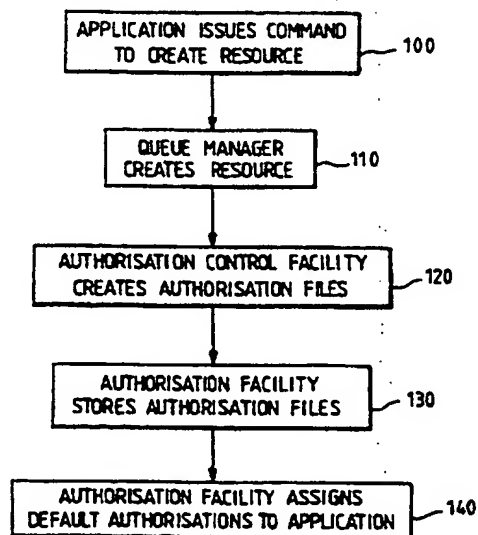 APPLICATION ISSUES COMMAND
TO CREATE RESOURCE
100
QUEUE MANAGER
CREATES RESOURCE
110
AUTHORISATION CONTROL FACILITY
CREATES AUTHORISATION FILES
120
AUTHORISATION FACILITY
STORES AUTHORISATION FILES
130
AUTHORISATION FACILITY ASSIGNS
DEFAULT AUTHORISATIONS TO APPLICATION
140